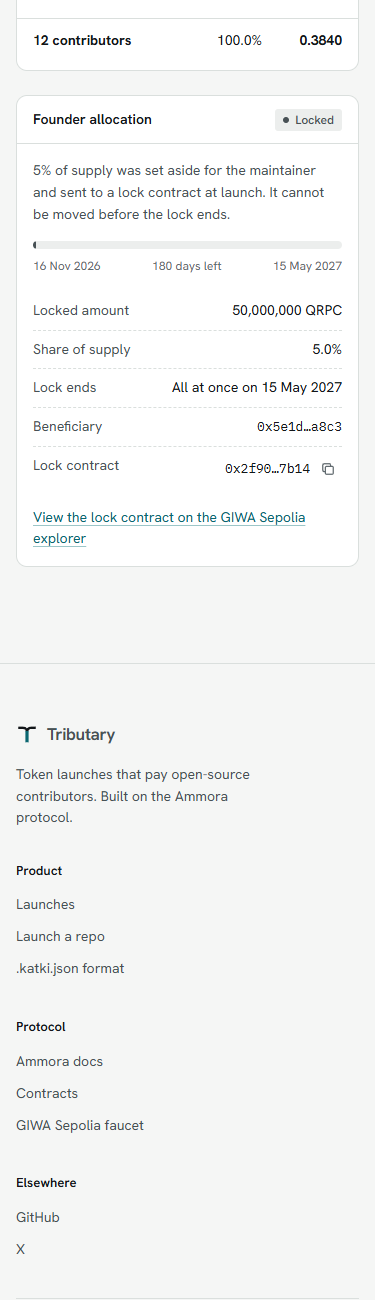 12 contributors 100.0% 0.3840
Founder allocation Locked
5% of supply was set aside for the maintainer
and sent to a lock contract at launch. It cannot
be moved before the lock ends.
16 Nov 2026 180 days left 15 May 2027
Locked amount 50,000,000 QRPC
Share of supply 5.0%
Lock ends All at once on 15 May 2027
Beneficiary 0x5e1d…a8c3
Lock contract 0x2f90…7b14
View the lock contract on the GIWA Sepolia
explorer
Tributary
Token launches that pay open-source
contributors. Built on the Ammora
protocol.
Product
Launches
Launch a repo
.katki.json format
Protocol
Ammora docs
Contracts
GIWA Sepolia faucet
Elsewhere
GitHub
X